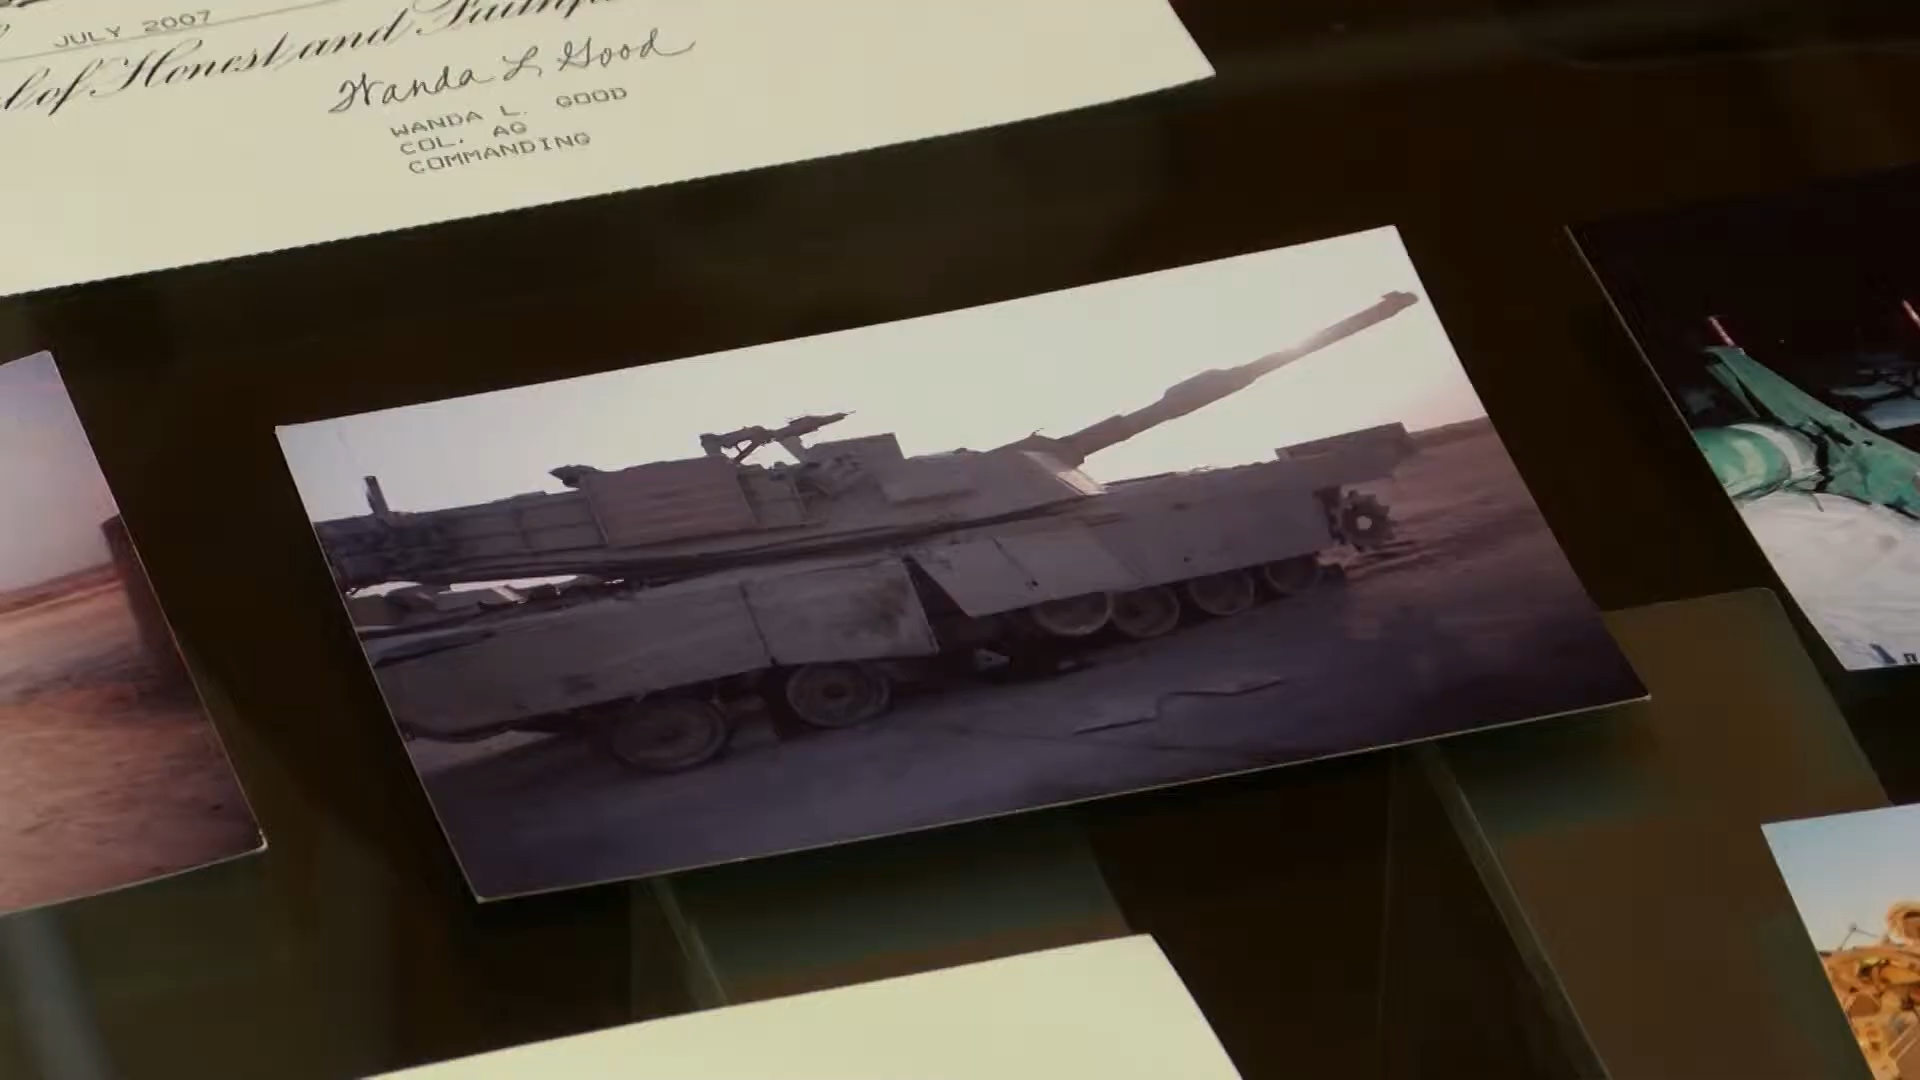 JULY 2007
of Honest and
Wanda L Good
WANDA L. GOOD
COL. AG
COMMANDING